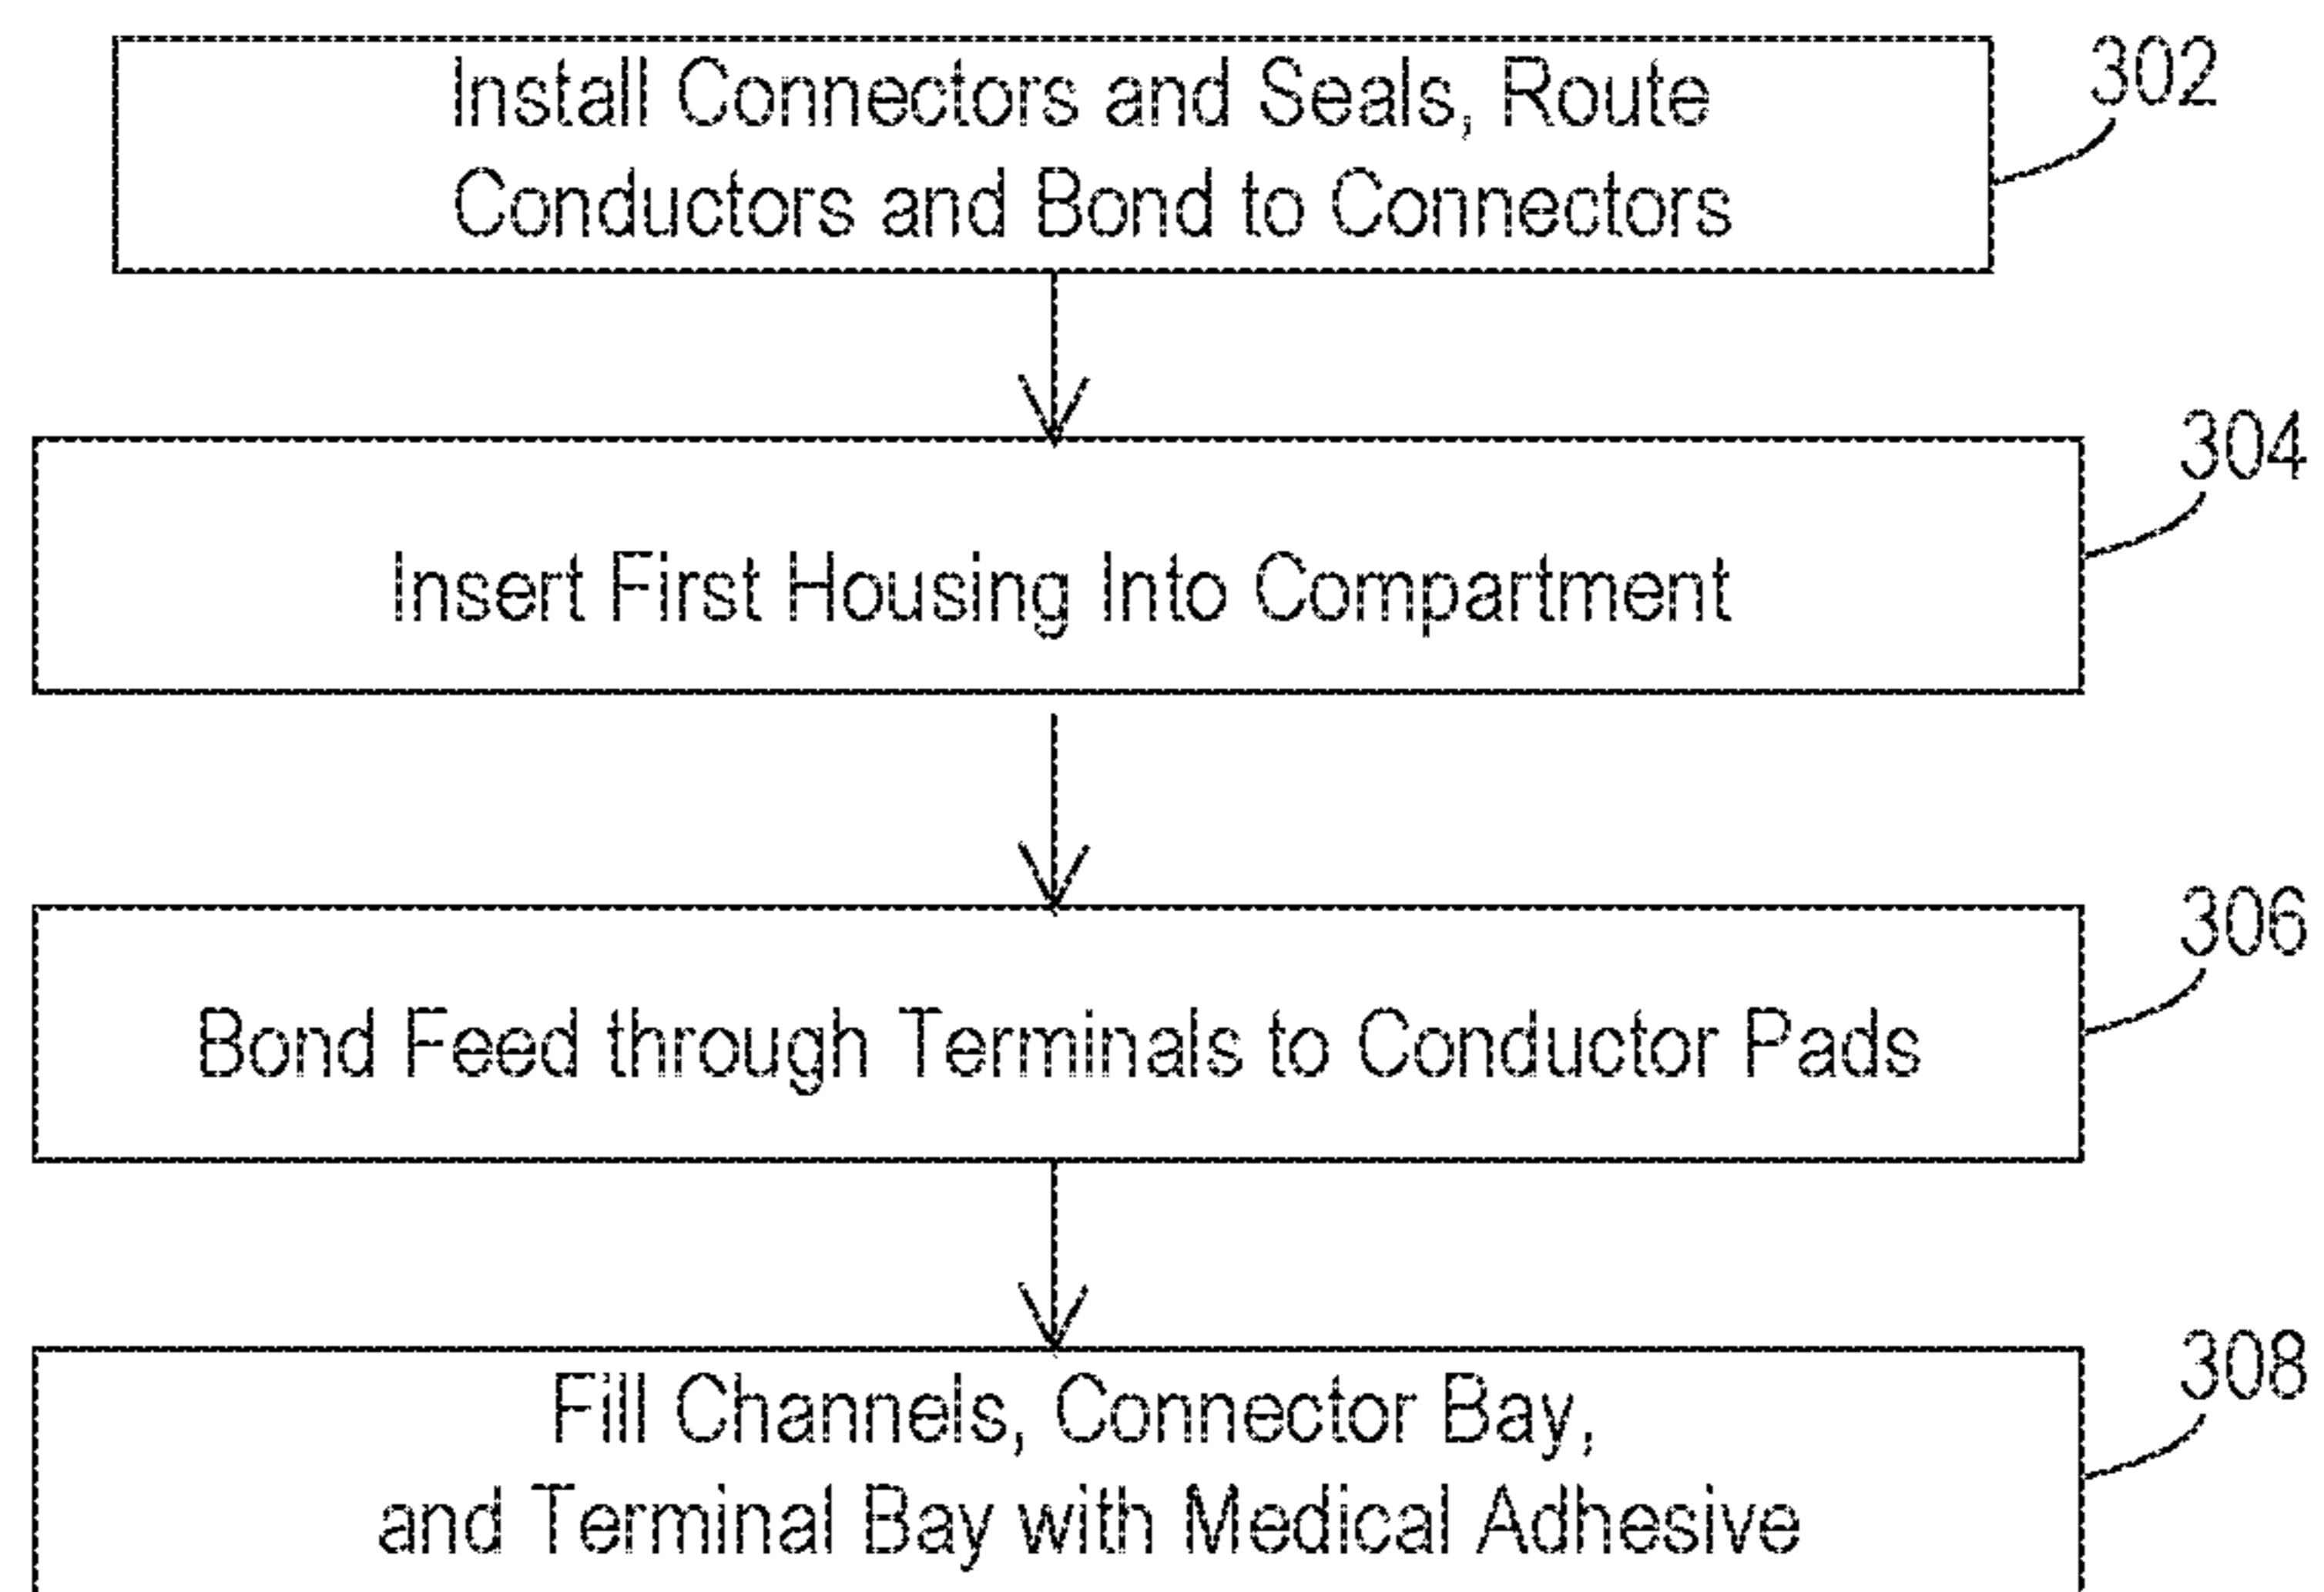 Install Connectors and Seals, Route
Conductors and Bond to Connectors
302
Insert First Housing Into Compartment
304
Bond Feed through Terminals to Conductor Pads
306
Fill Channels, Connector Bay,
and Terminal Bay with Medical Adhesive
308